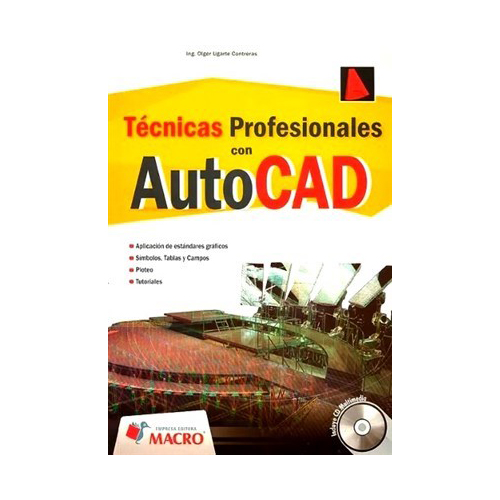 Ing. Olger Ugarte Contreras
Técnicas Profesionales
con
AutoCAD
Aplicación de estándares gráficos
Símbolos, Tablas y Campos
Ploteo
Tutoriales
Incluye CD Multimedia
EMPRESA EDITORA
MACRO